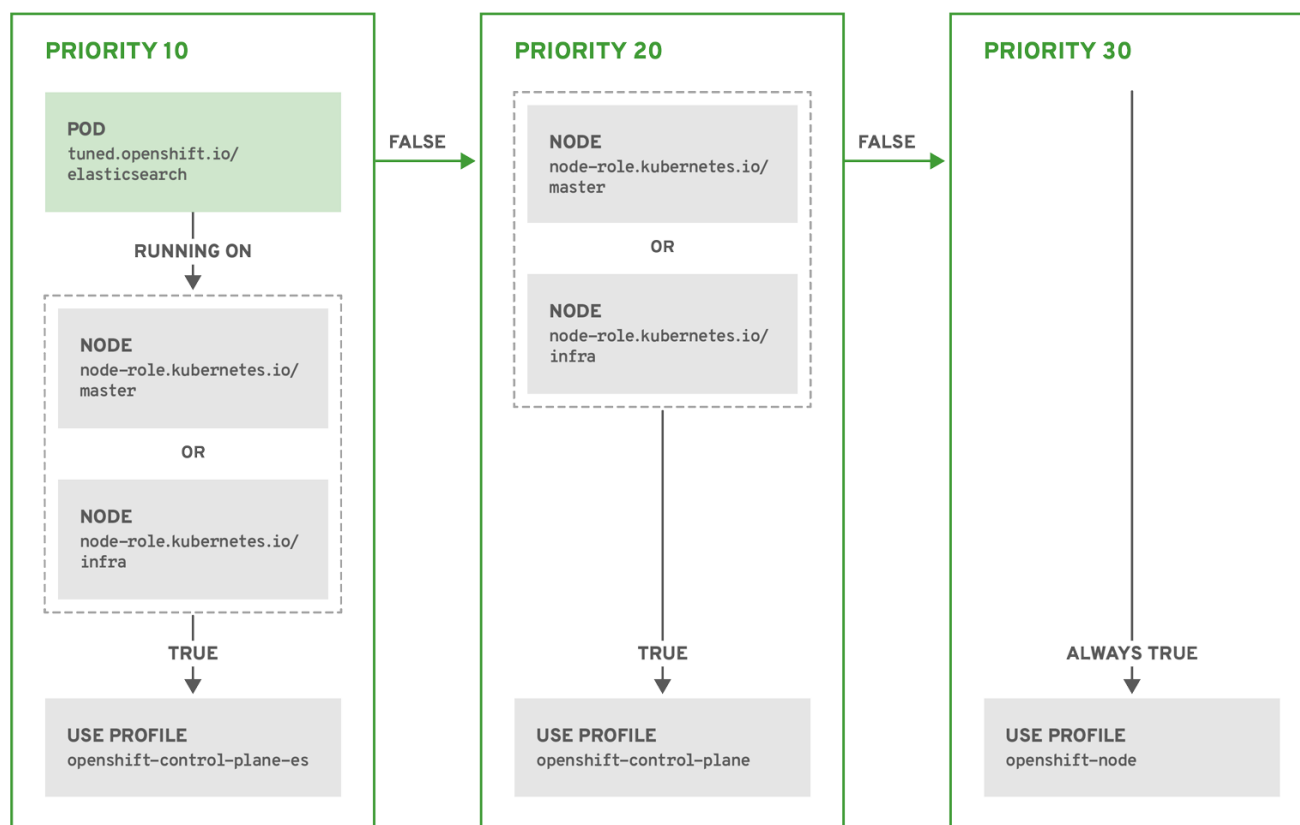 PRIORITY 10
POD
tuned.openshift.io/
elasticsearch
RUNNING ON
NODE
node-role.kubernetes.io/
master
OR
NODE
node-role.kubernetes.io/
infra
TRUE
USE PROFILE
openshift-control-plane-es
FALSE
PRIORITY 20
NODE
node-role.kubernetes.io/
master
OR
NODE
node-role.kubernetes.io/
infra
TRUE
USE PROFILE
openshift-control-plane
FALSE
PRIORITY 30
ALWAYS TRUE
USE PROFILE
openshift-node